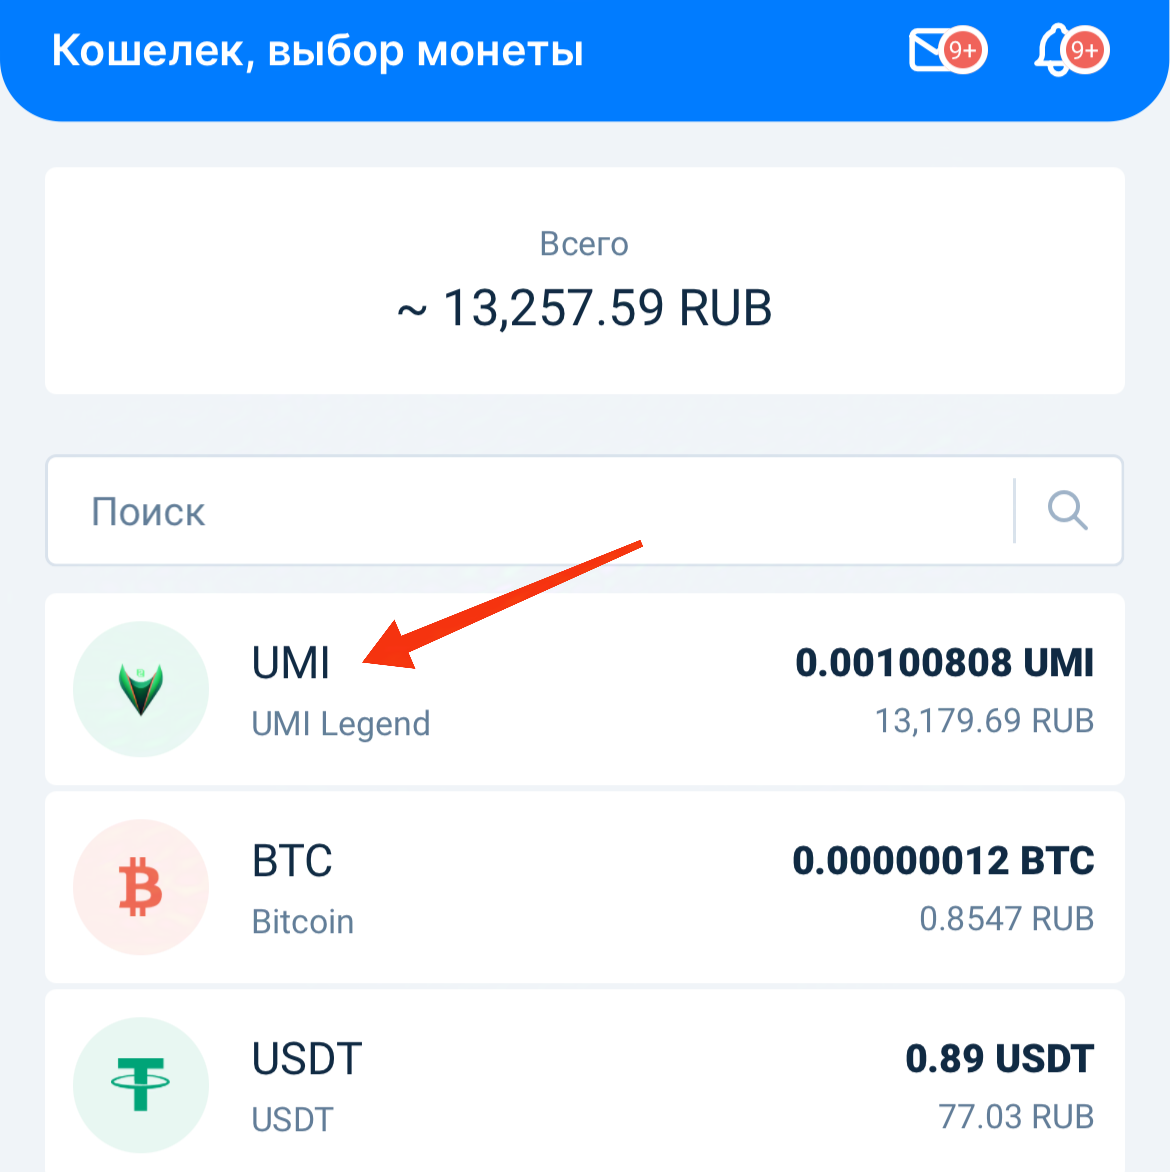 Кошелек, выбор монеты
9+
9+
Всего
~ 13,257.59 RUB
Поиск
UMI
0.00100808 UMI
UMI Legend
13,179.69 RUB
BTC
0.00000012 BTC
Bitcoin
0.8547 RUB
USDT
0.89 USDT
USDT
77.03 RUB